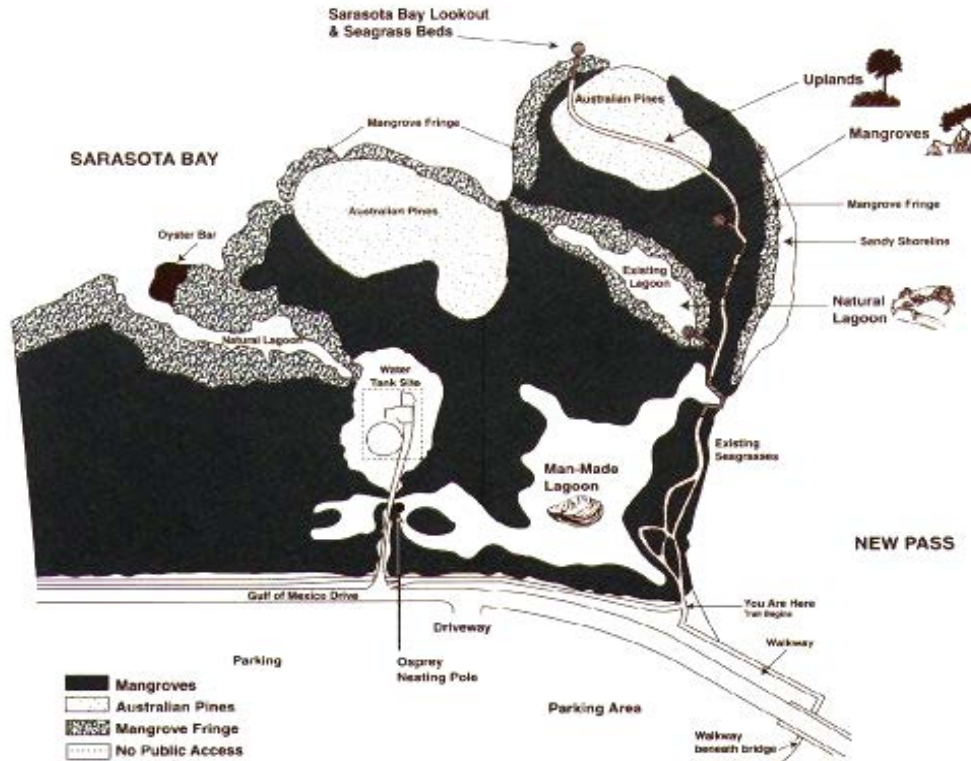 Sarasota Bay Lookout
& Seagrass Beds
Australian Pines
Uplands
Mangrove Fringe
Mangroves
SARASOTA BAY
Australian Pines
Mangrove Fringe
Oyster Bar
Sandy Shoreline
Existing
Lagoon
Natural
Lagoon
Natural Lagoon
Water
Tank Site
Existing
Seagrasses
Man-Made
Lagoon
NEW PASS
Gulf of Mexico Drive
You Are Here
Trail Begins
Driveway
Walkway
Parking
Osprey
Neating Pole
Mangroves
Australian Pines
Mangrove Fringe
No Public Access
Parking Area
Walkway
beneath bridge